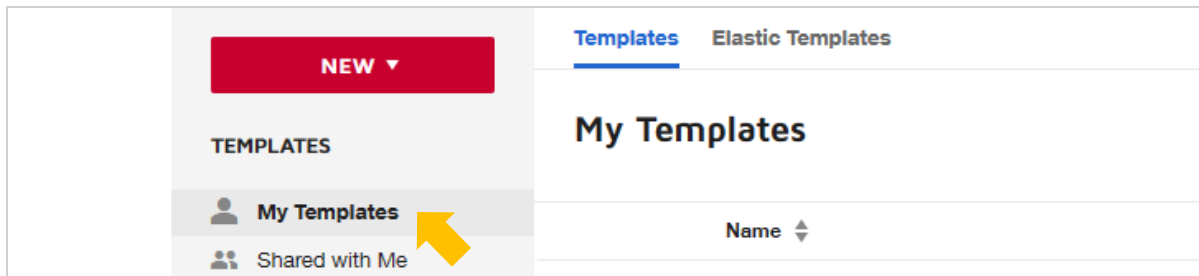 Templates Elastic Templates
NEW
TEMPLATES
My Templates
My Templates
Shared with Me
Name